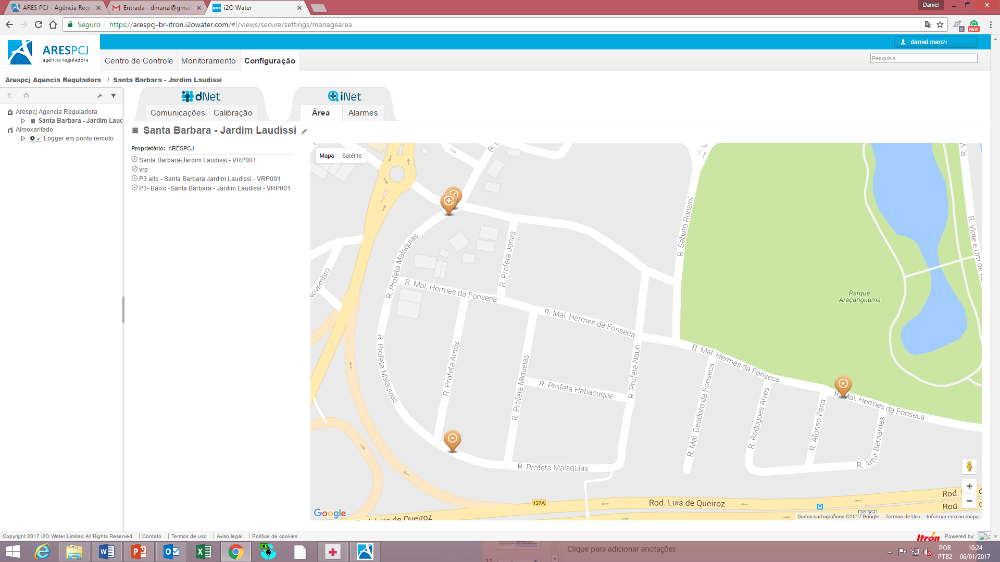 ARES PCJ - Agência Reg
Entrada - dmanzi@gmail
i2O Water
Daniel
Seguro
https://arespcj-br-itron.i2owater.com/#!/views/secure/settings/managearea
0
NEW
ARESPCJ
agência reguladora
daniel.manzi
Centro de Controle
Monitoramento
Configuração
Pesquisa
Arespcj Agencia Reguladora / Santa Barbara - Jardim Laudissi
dNet
iNet
Comunicações
Calibração
Área
Alarmes
Arespcj Agencia Reguladora
Santa Barbara - Jardim Laud
Almoxarifado
Logger em ponto remoto
Santa Barbara - Jardim Laudissi
Proprietário: ARESPCJ
Santa Barbara-Jardim Laudissi - VRP001
vrp
P3 alto - Santa Barbara Jardim Laudissi - VRP001
P3- Baixo -Santa Barbara - Jardim Laudissi - VRP001
Mapa
Satélite
R. Sabato Ronsini
R. Vinte e Um de
R. Profeta Malaquias
R. Profeta Jonas
Novembro
R. Mal. Hermes da Fonseca
Parque
Araçariguama
R. Mal. Hermes da Fonseca
R. Profeta Malaquias
R. Profeta Amós
R. Profeta Miqueias
R. Profeta Naun
R. Mal. Hermes da Fonseca
R. Profeta Habacuque
R. Mal. Deodoro da Fonseca
R. Rodrigues Alves
R. Afonso Pena
R. Mal. Hermes da Fonseca
R. Artur Bernardes
R. Profeta Malaquias
137A
Rod. Luis de Queiroz
Rod.
Rod.
SP-304
Rod. Luis de Queiroz
Google
Dados cartográficos ©2017 Google
Termos de Uso
Informar erro no mapa
Copyright 2017 i2O Water Limited All Rights Reserved | Contato | Termos de uso | Aviso legal | Política de cookies
Itron
Powered by:
21
Clique para adicionar anotações
POR
PTB2
10:24
06/01/2017